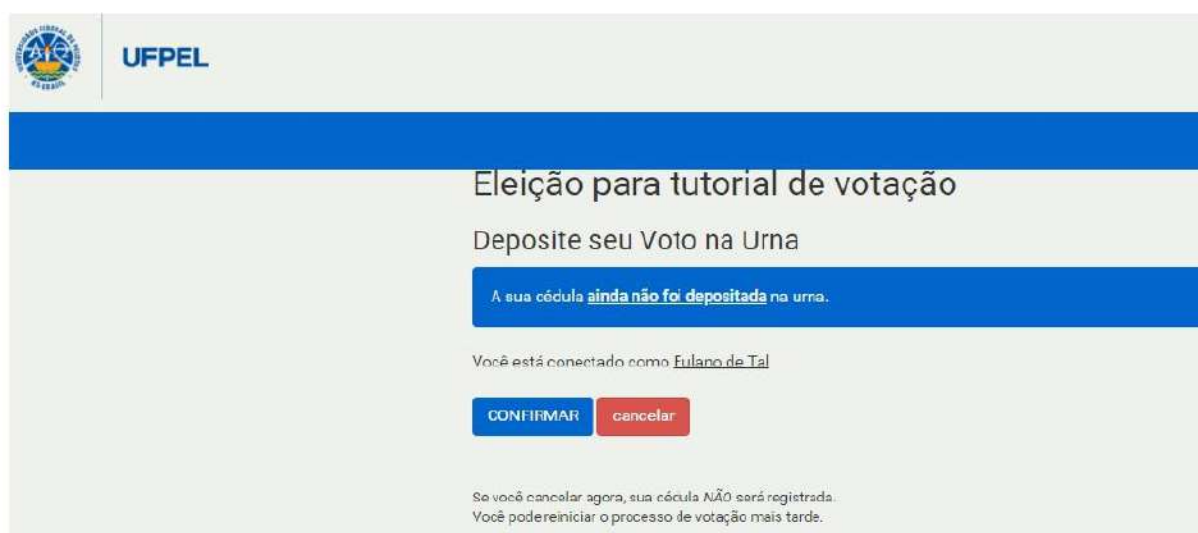 UFPEL
Eleição para tutorial de votação
Deposite seu Voto na Urna
A sua cédula ainda não foi depositada na urna.
Você está conectado como Fulano de Tal
CONFIRMAR cancelar
Se você cancelar agora, sua cédula NÃO será registrada.
Você pode reiniciar o processo de votação mais tarde.